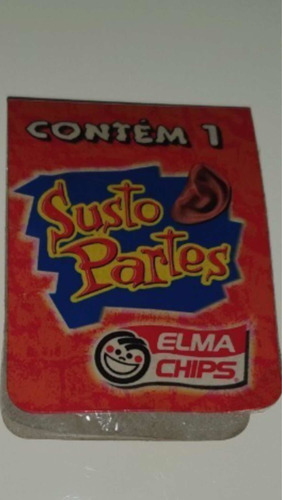 CONTÉM 1
Susto
Partes
ELMA
CHIPS